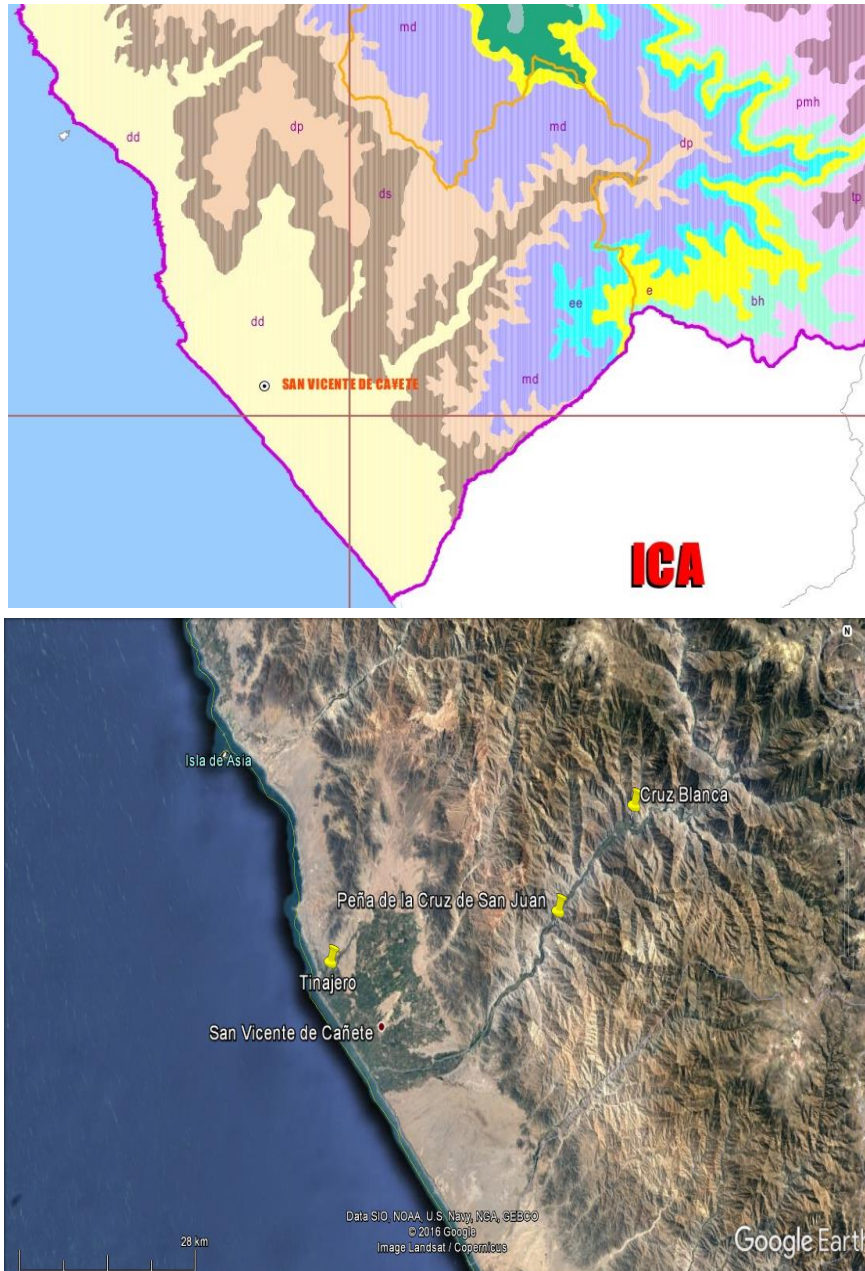 md
pmh
dd
dp
md
dp
ds
tp
e
bh
ee
dd
md
SAN VICENTE DE CAÑETE
ICA
N
Isla de Asia
Cruz Blanca
Peña de la Cruz de San Juan
Tinajero
San Vicente de Cañete
Data SIO, NOAA, U.S. Navy, NGA, GEBCO
© 2016 Google
Image Landsat / Copernicus
28 km
Google Earth